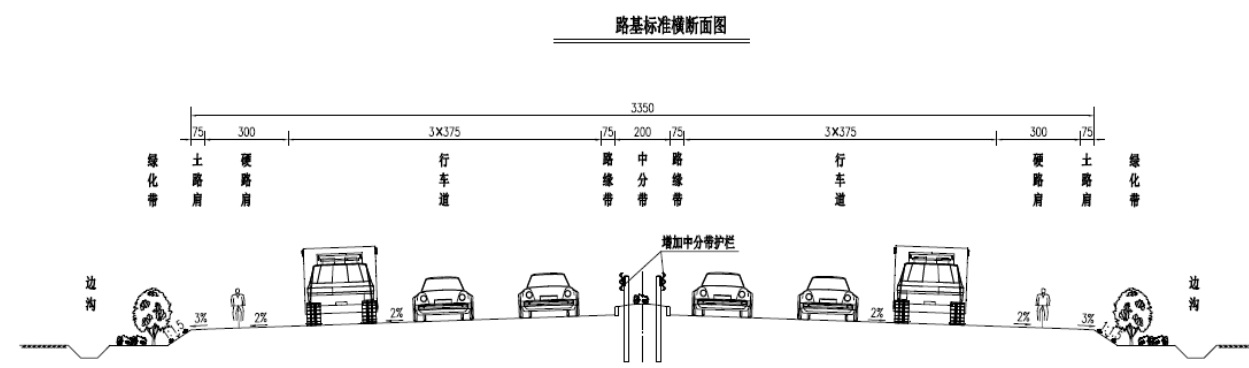 路基标准横断面图
3350
75 300 3×375 75 200 75 3×375 300 75
绿化带 土路肩 硬路肩 行车道 路缘带 中分带 路缘带 行车道 硬路肩 土路肩 绿化带
增加中分带护栏
边沟 边沟
3% 2% 2% 2% 2% 3%